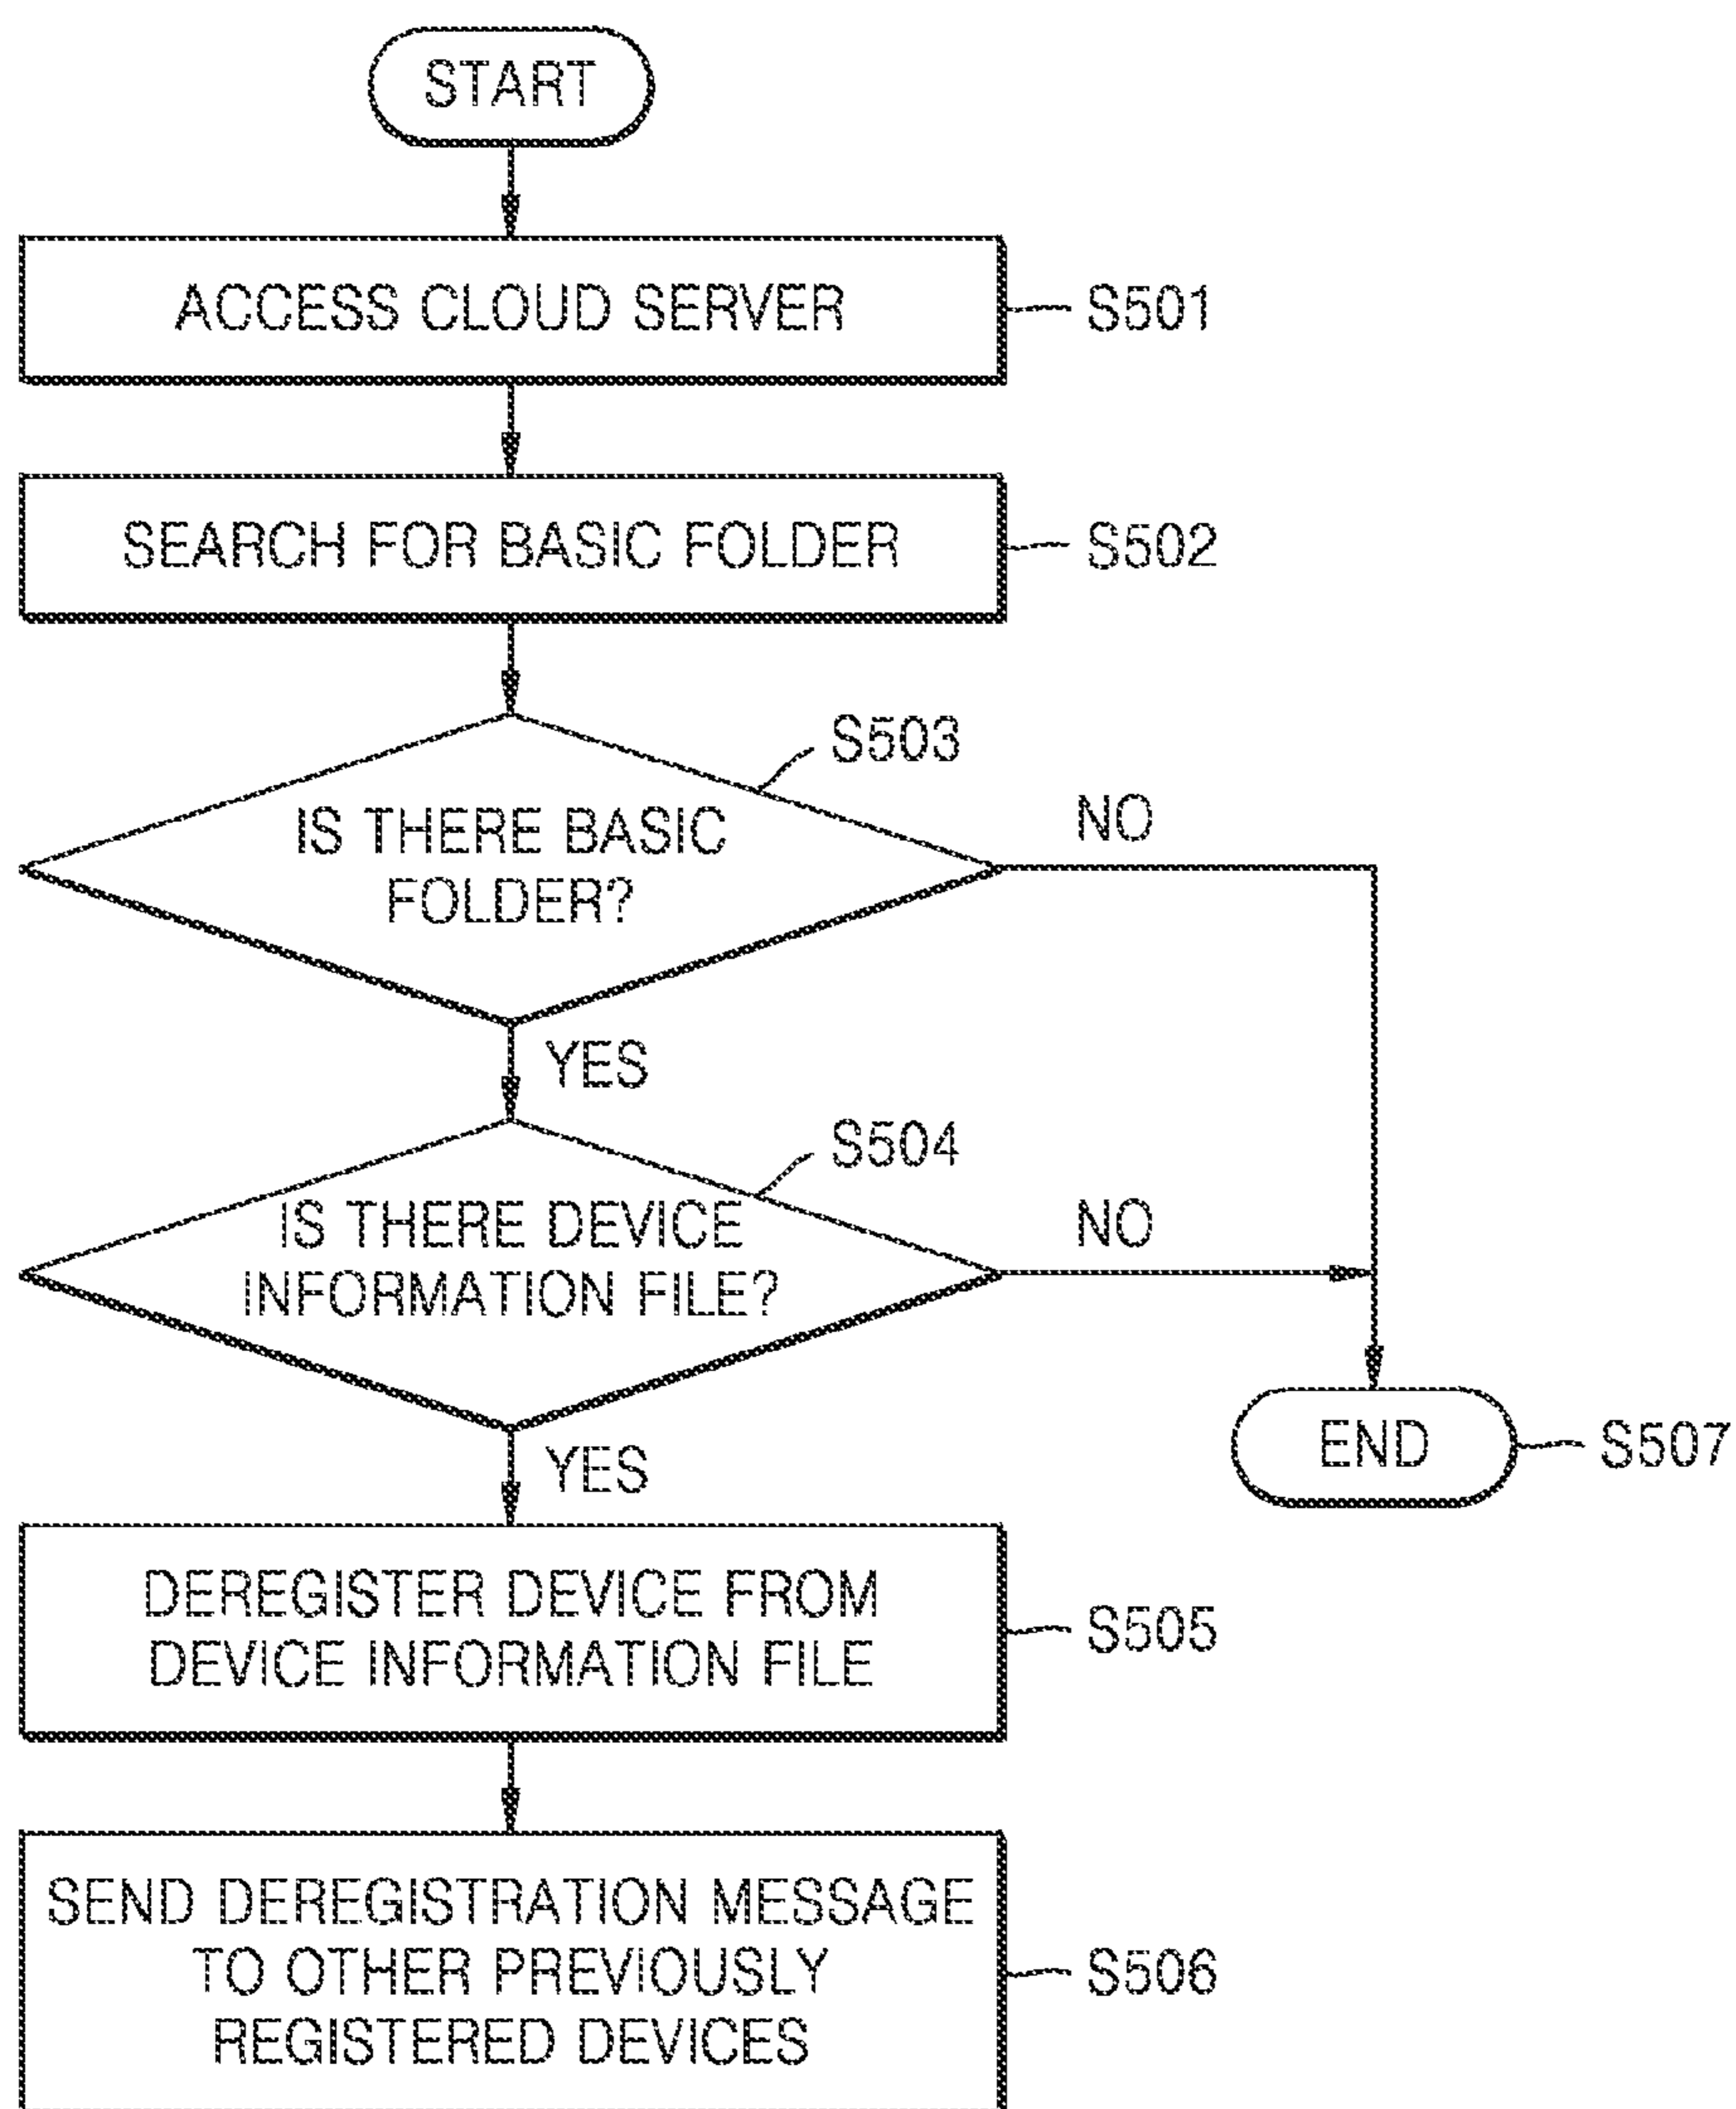 START
ACCESS CLOUD SERVER
S501
SEARCH FOR BASIC FOLDER
S502
S503
IS THERE BASIC
FOLDER?
NO
YES
S504
IS THERE DEVICE
INFORMATION FILE?
NO
YES
END
S507
DEREGISTER DEVICE FROM
DEVICE INFORMATION FILE
S505
SEND DEREGISTRATION MESSAGE
TO OTHER PREVIOUSLY
REGISTERED DEVICES
S506